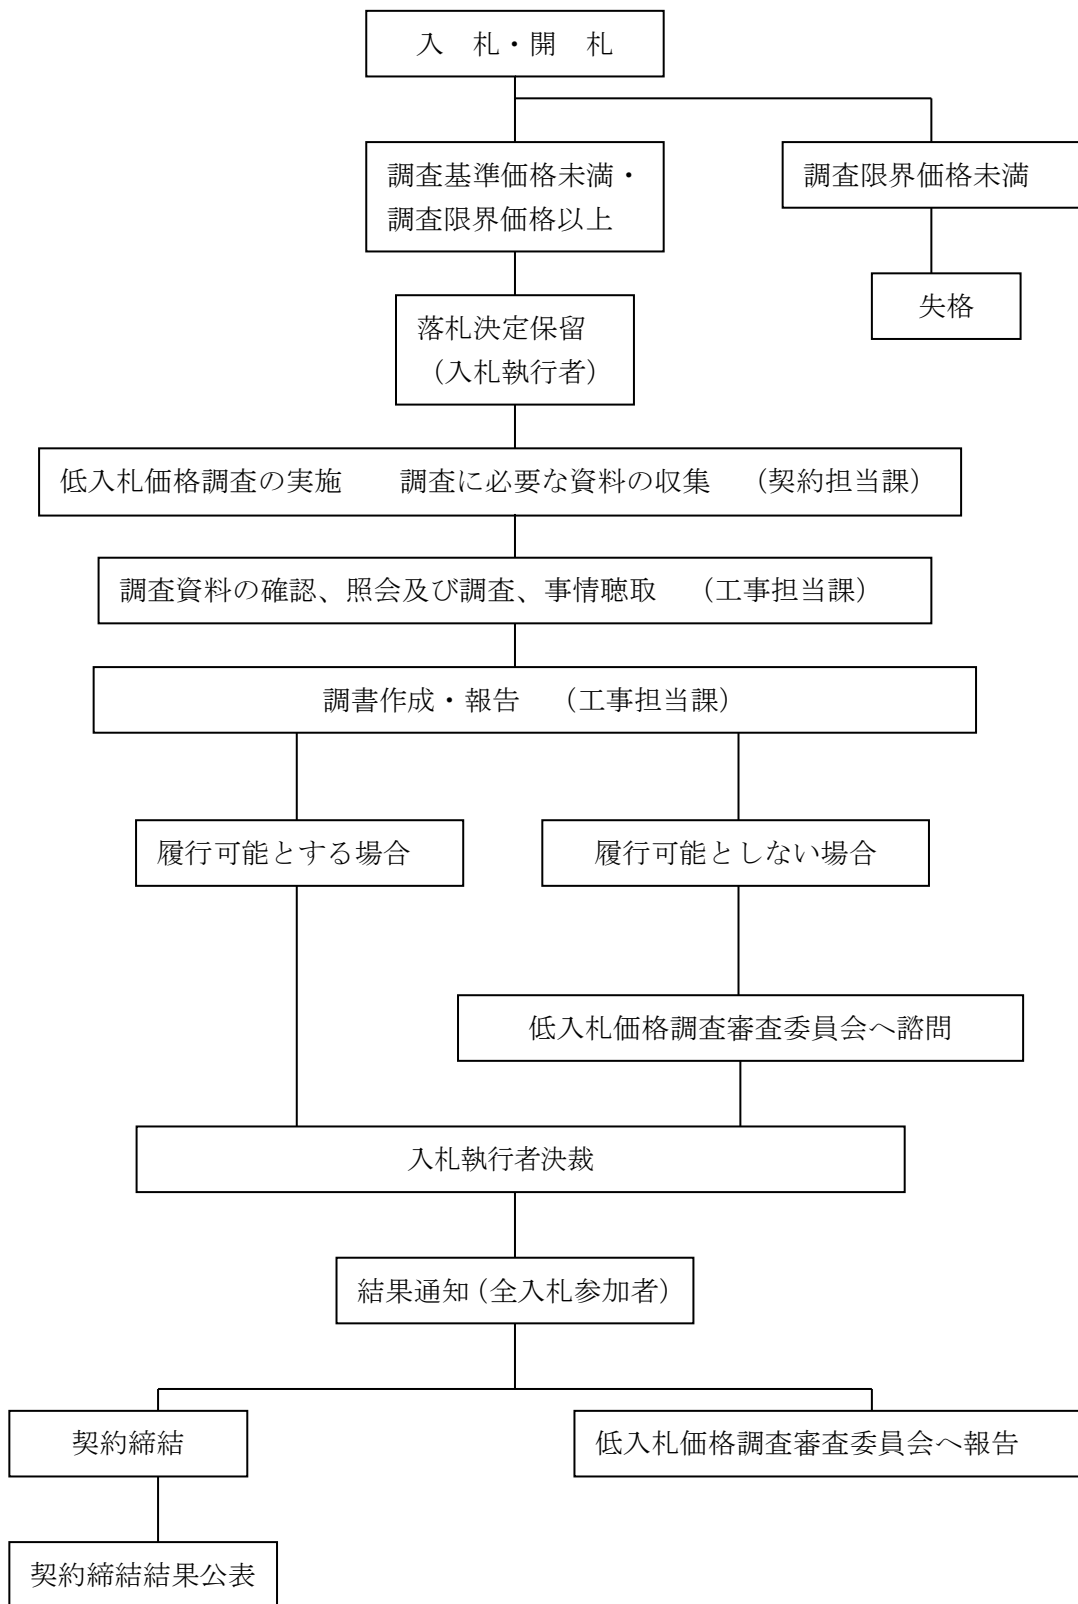 入　札・開　札
調査基準価格未満・
調査限界価格以上
調査限界価格未満
失格
落札決定保留
（入札執行者）
低入札価格調査の実施　　調査に必要な資料の収集　（契約担当課）
調査資料の確認、照会及び調査、事情聴取　（工事担当課）
調書作成・報告　（工事担当課）
履行可能とする場合
履行可能としない場合
低入札価格調査審査委員会へ諮問
入札執行者決裁
結果通知（全入札参加者）
契約締結
低入札価格調査審査委員会へ報告
契約締結結果公表